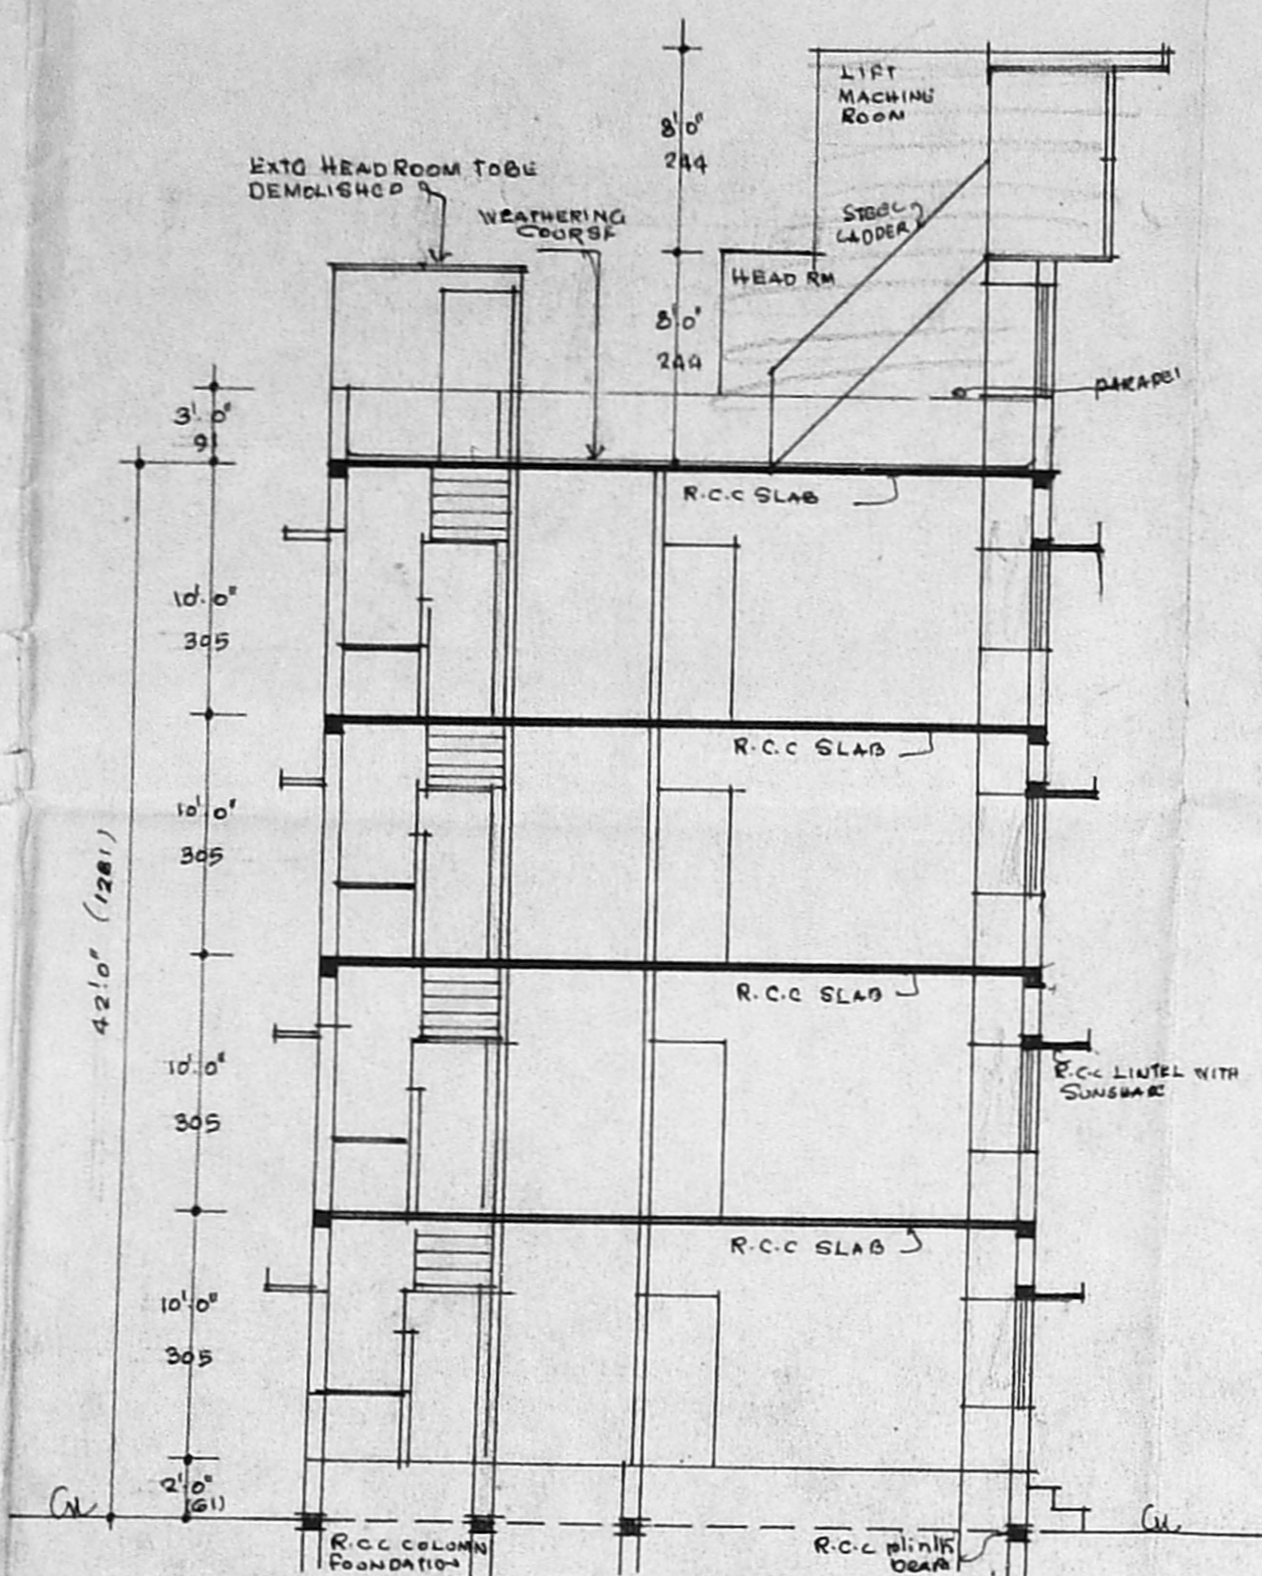 LIFT
MACHINE
ROOM
8'.0"
244
EXTG HEADROOM TOBE
DEMOLISHED
WEATHERING
COURSE
STEEL
LADDER
HEAD RM
8'.0"
244
PARAPET
3'.0"
91
R.C.C SLAB
10'.0"
305
R.C.C SLAB
10'.0"
305
42'.0" (1281)
R.C.C SLAB
10'.0"
305
R.C.C LINTEL WITH
SUNSHADE
R.C.C SLAB
10'.0"
305
2'.0"
(61)
GL
GL
R.C.C COLUMN
FOUNDATION
R.C.C plinth
beam